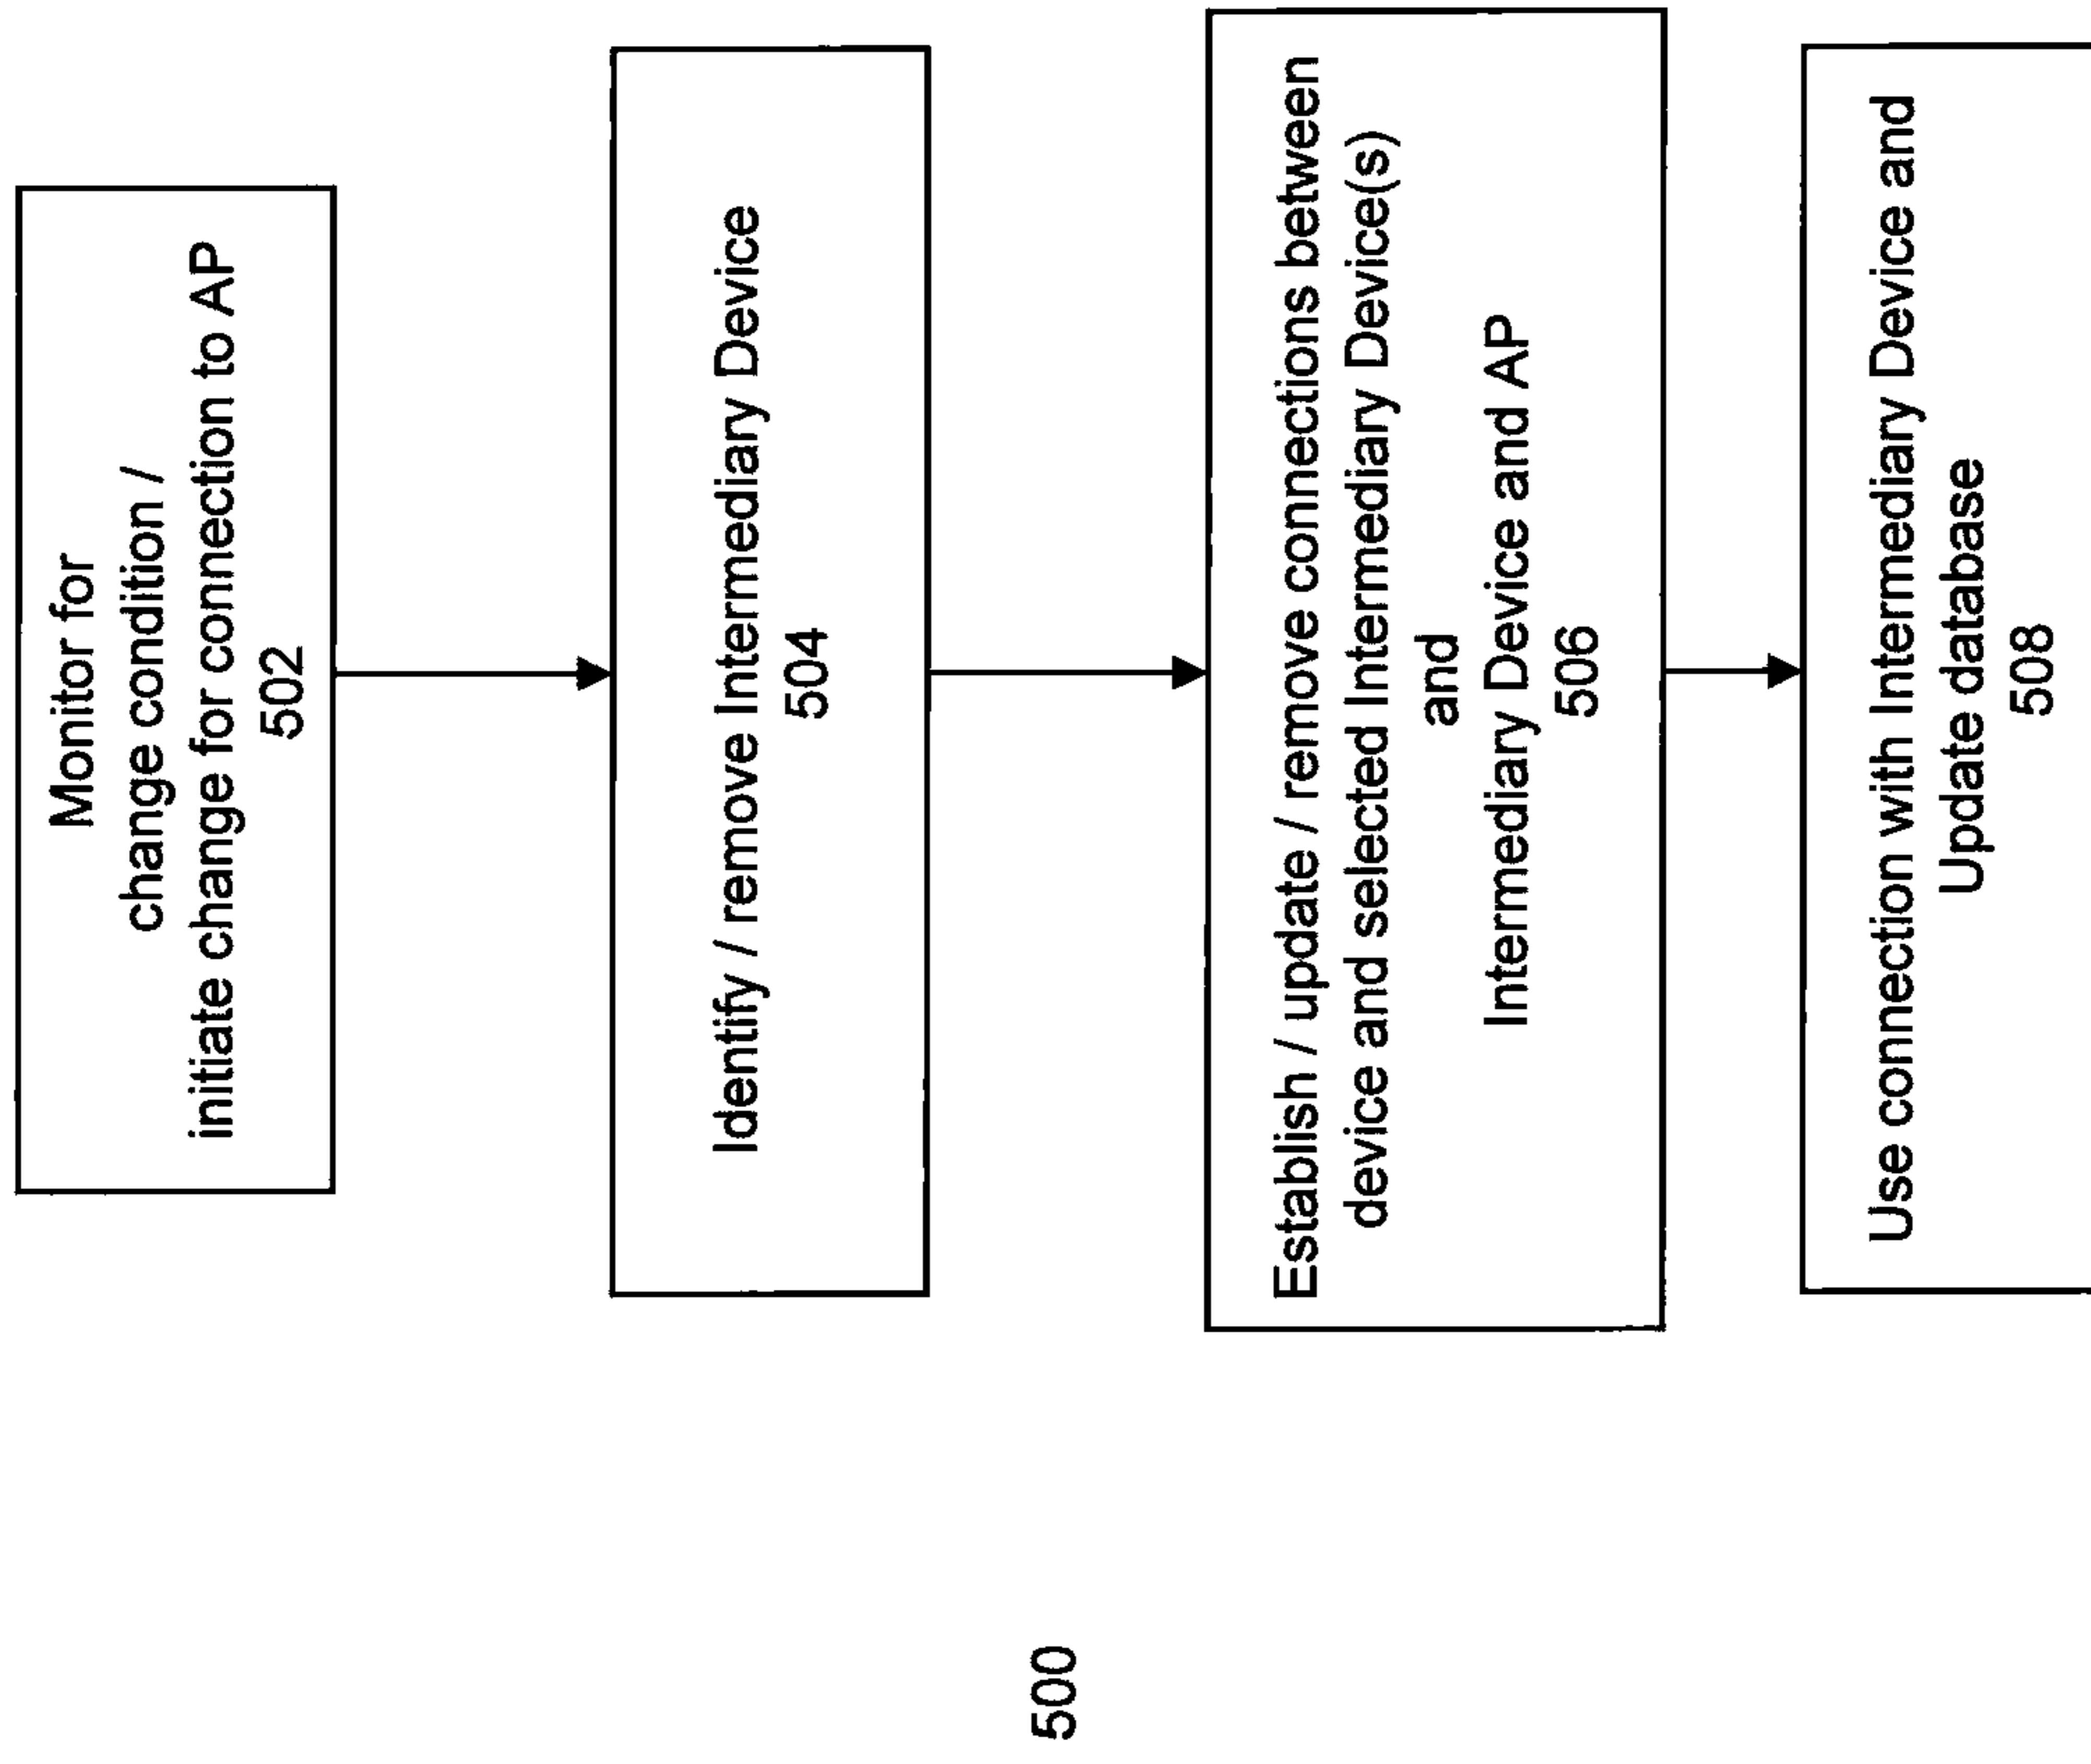 Monitor for
change condition /
initiate change for connection to AP
502
Identify / remove Intermediary Device
504
Establish / update / remove connections between
device and selected Intermediary Device(s)
and
Intermediary Device and AP
506
Use connection with Intermediary Device and
Update database
508
500